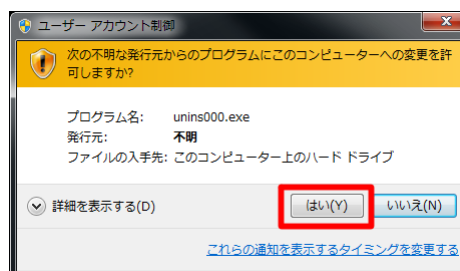 ユーザー アカウント制御
次の不明な発行元からのプログラムにこのコンピューターへの変更を許
可しますか?
プログラム名: unins000.exe
発行元: 不明
ファイルの入手先: このコンピューター上のハード ドライブ
詳細を表示する(D)
はい(Y)
いいえ(N)
これらの通知を表示するタイミングを変更する